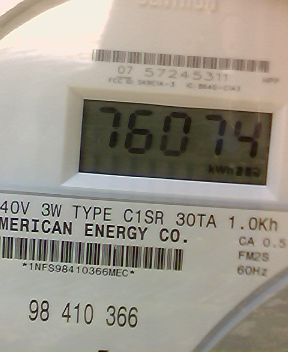 07 57245311
76074
kWh
40V 3W TYPE C1SR 30TA 1.0Kh
MERICAN ENERGY CO.
CA 0.5
*1NFS98410366MEC*
FM2S
60Hz
98 410 366